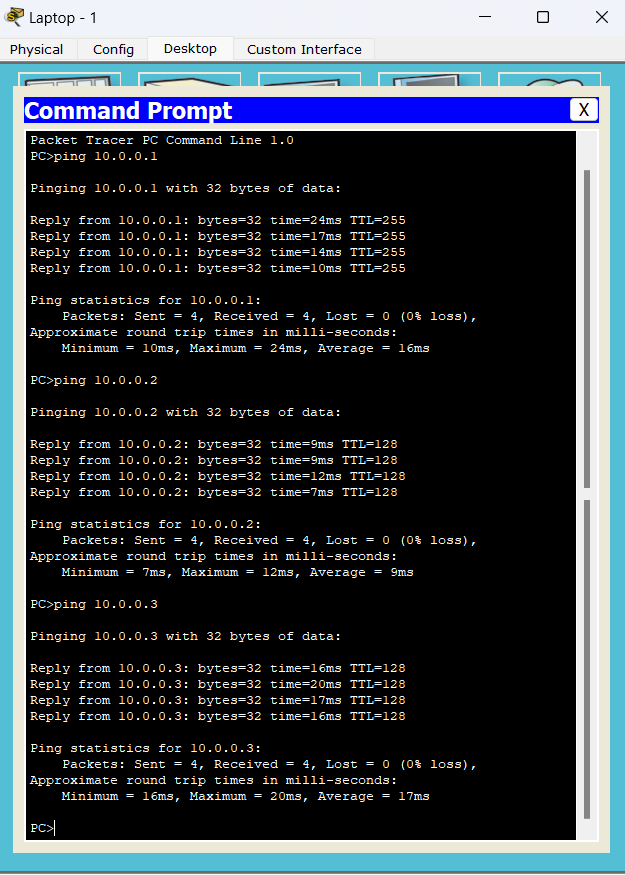 Laptop - 1
Physical Config Desktop Custom Interface
Command Prompt X
Packet Tracer PC Command Line 1.0
PC>ping 10.0.0.1
Pinging 10.0.0.1 with 32 bytes of data:
Reply from 10.0.0.1: bytes=32 time=24ms TTL=255
Reply from 10.0.0.1: bytes=32 time=17ms TTL=255
Reply from 10.0.0.1: bytes=32 time=14ms TTL=255
Reply from 10.0.0.1: bytes=32 time=10ms TTL=255
Ping statistics for 10.0.0.1:
Packets: Sent = 4, Received = 4, Lost = 0 (0% loss),
Approximate round trip times in milli-seconds:
Minimum = 10ms, Maximum = 24ms, Average = 16ms
PC>ping 10.0.0.2
Pinging 10.0.0.2 with 32 bytes of data:
Reply from 10.0.0.2: bytes=32 time=9ms TTL=128
Reply from 10.0.0.2: bytes=32 time=9ms TTL=128
Reply from 10.0.0.2: bytes=32 time=12ms TTL=128
Reply from 10.0.0.2: bytes=32 time=7ms TTL=128
Ping statistics for 10.0.0.2:
Packets: Sent = 4, Received = 4, Lost = 0 (0% loss),
Approximate round trip times in milli-seconds:
Minimum = 7ms, Maximum = 12ms, Average = 9ms
PC>ping 10.0.0.3
Pinging 10.0.0.3 with 32 bytes of data:
Reply from 10.0.0.3: bytes=32 time=16ms TTL=128
Reply from 10.0.0.3: bytes=32 time=20ms TTL=128
Reply from 10.0.0.3: bytes=32 time=17ms TTL=128
Reply from 10.0.0.3: bytes=32 time=16ms TTL=128
Ping statistics for 10.0.0.3:
Packets: Sent = 4, Received = 4, Lost = 0 (0% loss),
Approximate round trip times in milli-seconds:
Minimum = 16ms, Maximum = 20ms, Average = 17ms
PC>